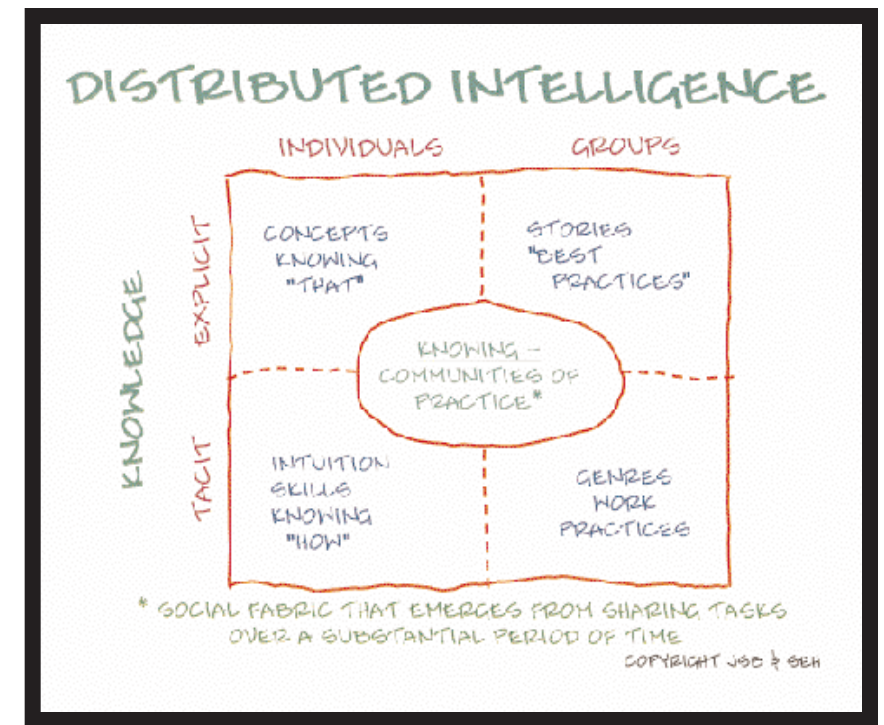 DISTRIBUTED INTELLIGENCE
INDIVIDUALS
GROUPS
KNOWLEDGE
EXPLICIT
CONCEPTS
KNOWING
"THAT"
STORIES
"BEST
PRACTICES"
KNOWING –
COMMUNITIES OF
PRACTICE*
TACIT
INTUITION
SKILLS
KNOWING
"HOW"
GENRES
WORK
PRACTICES
* SOCIAL FABRIC THAT EMERGES FROM SHARING TASKS
OVER A SUBSTANTIAL PERIOD OF TIME
COPYRIGHT JSB & SEH